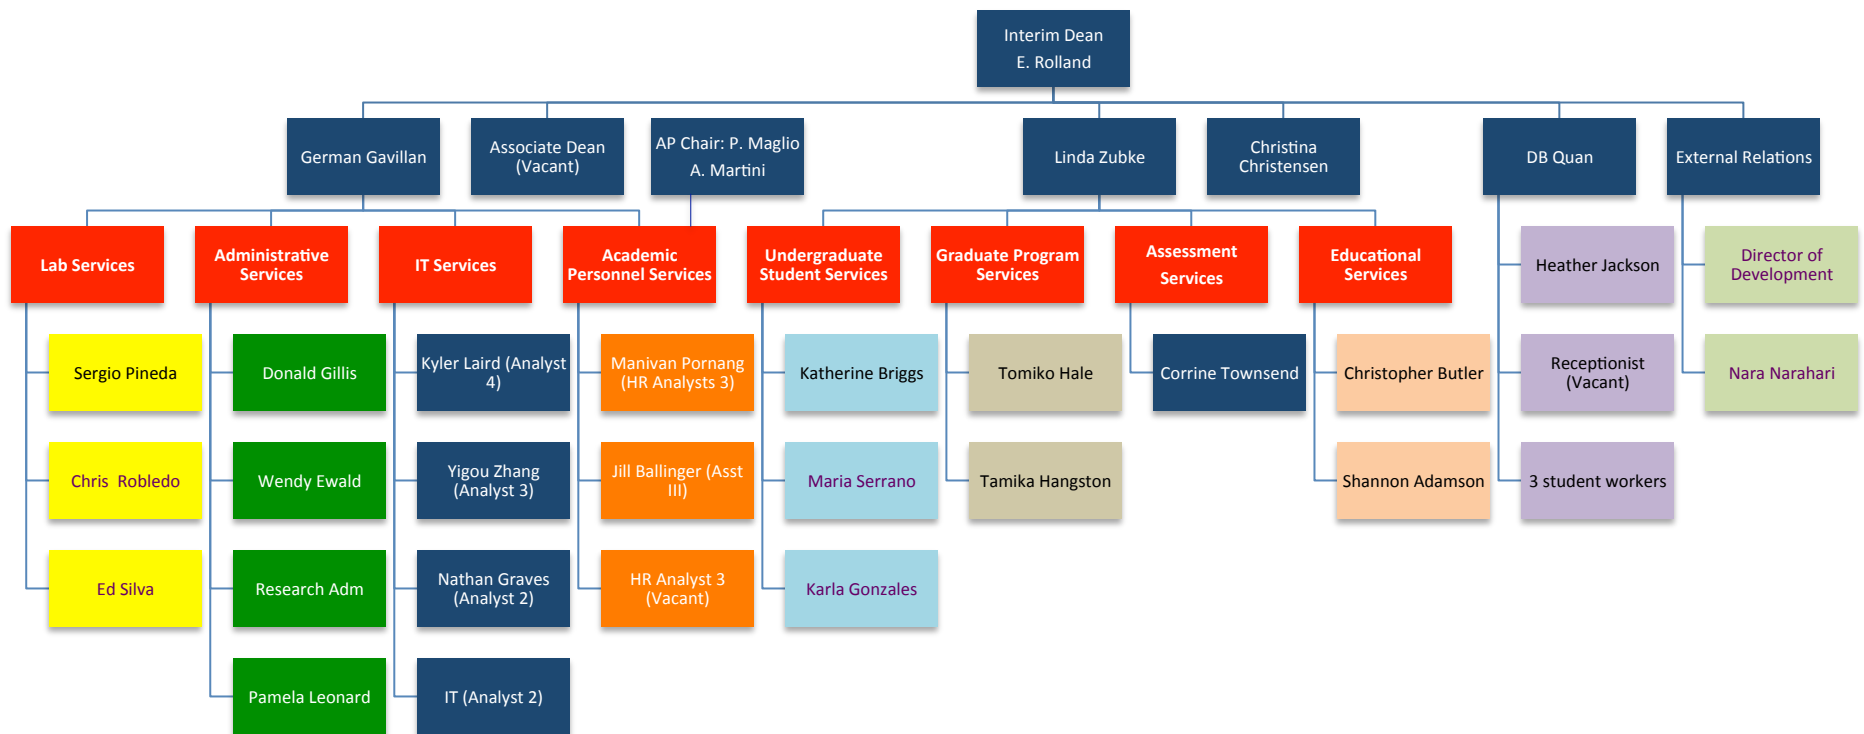 Interim Dean
E. Rolland
German Gavillan
Associate Dean
(Vacant)
AP Chair: P. Maglio
A. Martini
Linda Zubke
Christina
Christensen
DB Quan
External Relations
Lab Services
Administrative
Services
IT Services
Academic
Personnel Services
Undergraduate
Student Services
Graduate Program
Services
Assessment
Services
Educational
Services
Heather Jackson
Director of
Development
Sergio Pineda
Donald Gillis
Kyler Laird (Analyst
4)
Manivan Pornang
(HR Analysts 3)
Katherine Briggs
Tomiko Hale
Corrine Townsend
Christopher Butler
Receptionist
(Vacant)
Nara Narahari
Chris  Robledo
Wendy Ewald
Yigou Zhang
(Analyst 3)
Jill Ballinger (Asst
III)
Maria Serrano
Tamika Hangston
Shannon Adamson
3 student workers
Ed Silva
Research Adm
Nathan Graves
(Analyst 2)
HR Analyst 3
(Vacant)
Karla Gonzales
Pamela Leonard
IT (Analyst 2)